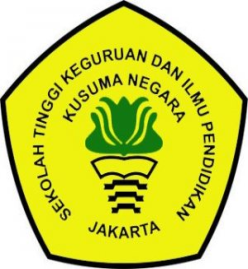 SEKOLAH TINGGI KEGURUAN DAN ILMU PENDIDIKAN
KUSUMA NEGARA
JAKARTA